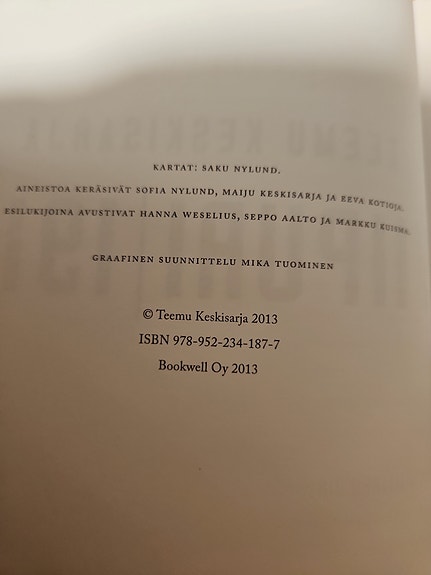 KARTAT: SAKU NYLUND.
AINEISTOA KERÄSIVÄT SOFIA NYLUND, MAIJU KESKISARJA JA EEVA KOTIOJA.
ESILUKIJOINA AVUSTIVAT HANNA WESELIUS, SEPPO AALTO JA MARKKU KUISMA.
GRAAFINEN SUUNNITTELU MIKA TUOMINEN
© Teemu Keskisarja 2013
ISBN 978-952-234-187-7
Bookwell Oy 2013